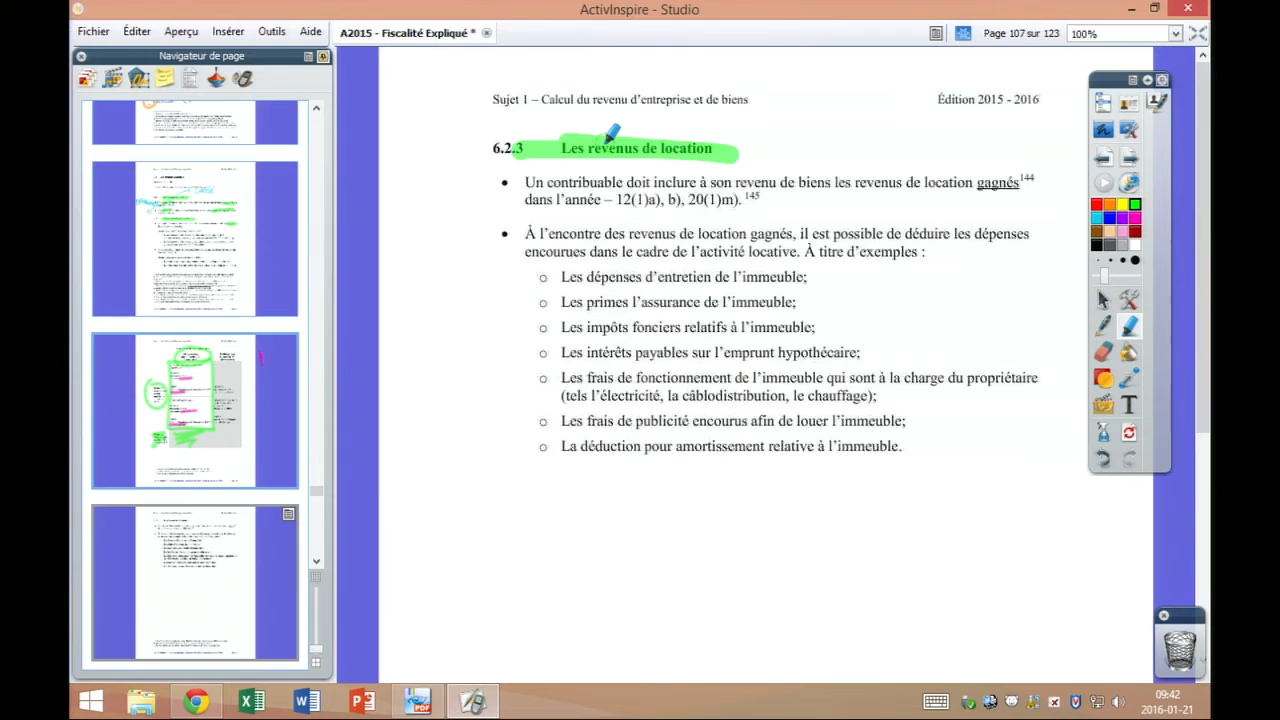 ActivInspire - Studio
Fichier Éditer Aperçu Insérer Outils Aide
A2015 - Fiscalité Expliqué *
Page 107 sur 123
100%
Navigateur de page
Sujet 1 – Calcul du revenu d’entreprise et de biens
Édition 2015 - 2016
6.2.3 Les revenus de location
• Un contribuable doit inclure à son revenu de biens les revenus de location gagnés144
dans l’année – 12(1)a), b), 20(1)m). 145
• À l’encontre des revenus de location gagnés, il est possible de déduire les dépenses
encourues dans le cadre de l’activité locative. À titre d’exemples :
o Les dépenses d’entretien de l’immeuble;
o Les primes d’assurance de l’immeuble;
o Les impôts fonciers relatifs à l’immeuble;
o Les intérêts payables sur l’emprunt hypothécaire;
o Les frais de fonctionnement de l’immeuble qui sont à la charge du propriétaire
(tels l’électricité, la câblodistribution, le chauffage);
o Les frais de publicité encourus afin de louer l’immeuble;
o La déduction pour amortissement relative à l’immeuble.
09:42
2016-01-21